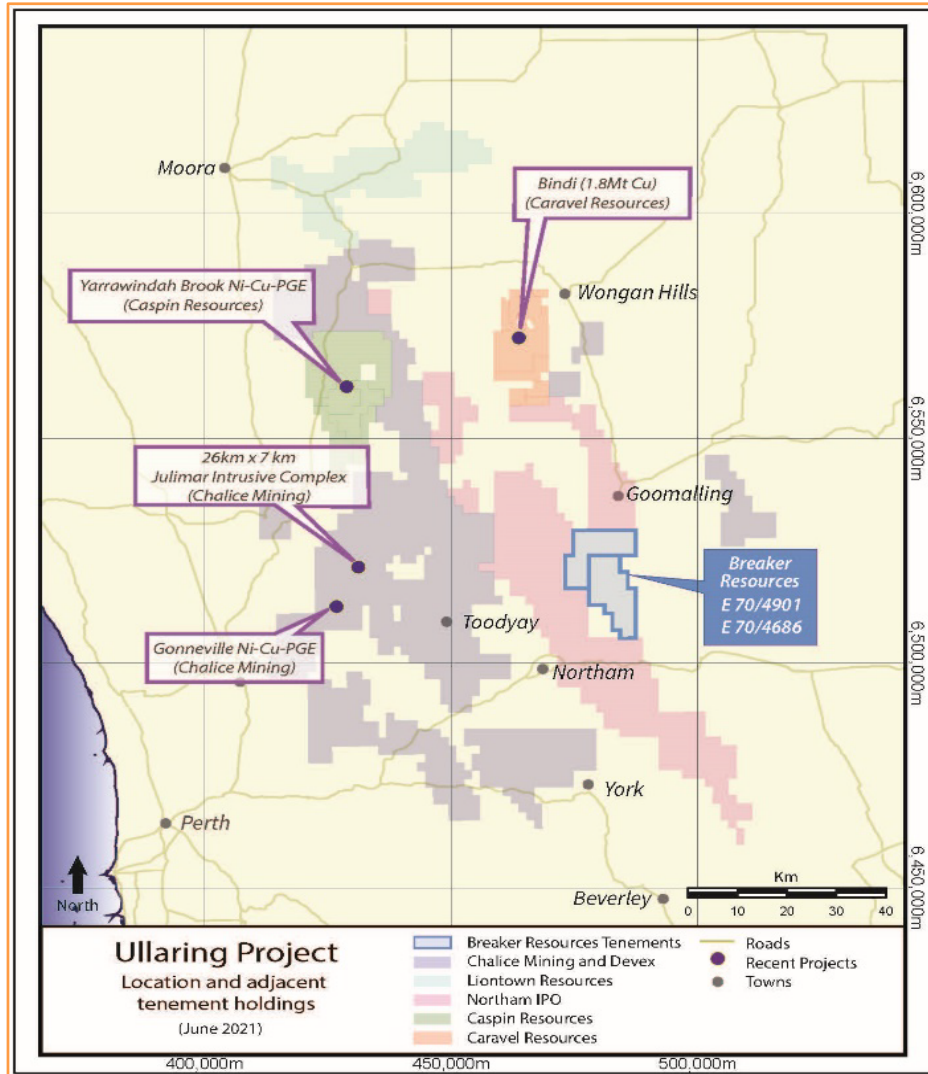 Moora
Bindi (1.8Mt Cu)
(Caravel Resources)
6,600,000m
Yarrawindah Brook Ni-Cu-PGE
(Caspin Resources)
Wongan Hills
6,550,000m
26km x 7 km
Julimar Intrusive Complex
(Chalice Mining)
Goomalling
Breaker
Resources
E 70/4901
E 70/4686
Toodyay
Gonneville Ni-Cu-PGE
(Chalice Mining)
Northam
6,500,000m
York
Perth
North
Beverley
6,450,000m
Km
0 10 20 30 40
Ullaring Project
Location and adjacent
tenement holdings
(June 2021)
Breaker Resources Tenements
Chalice Mining and Devex
Liontown Resources
Northam IPO
Caspin Resources
Caravel Resources
Roads
Recent Projects
Towns
400,000m 450,000m 500,000m